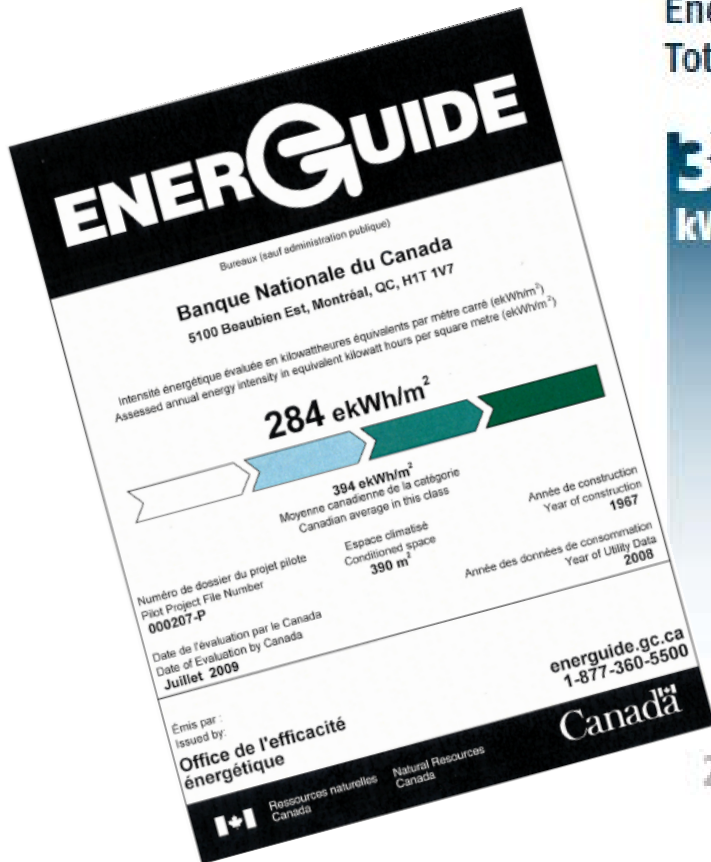 ENERGUIDE
Bureaux (sauf administration publique)
Banque Nationale du Canada
5100 Beaubien Est, Montréal, QC, H1T 1V7
Intensité énergétique évaluée en kilowattheures équivalents par mètre carré (ekWh/m²)
Assessed annual energy intensity in equivalent kilowatt hours per square metre (ekWh/m²)
284 ekWh/m²
394 ekWh/m²
Moyenne canadienne de la catégorie
Canadian average in this class
Numéro de dossier du projet pilote
Pilot Project File Number
000207-P
Espace climatisé
Conditioned space
390 m²
Année de construction
Year of construction
1967
Date de l'évaluation par le Canada
Date of Evaluation by Canada
Juillet 2009
Année des données de consommation
Year of Utility Data
2008
Émis par :
Issued by:
Office de l'efficacité
énergétique
energuide.gc.ca
1-877-360-5500
Ressources naturelles
Canada
Natural Resources
Canada
Canada